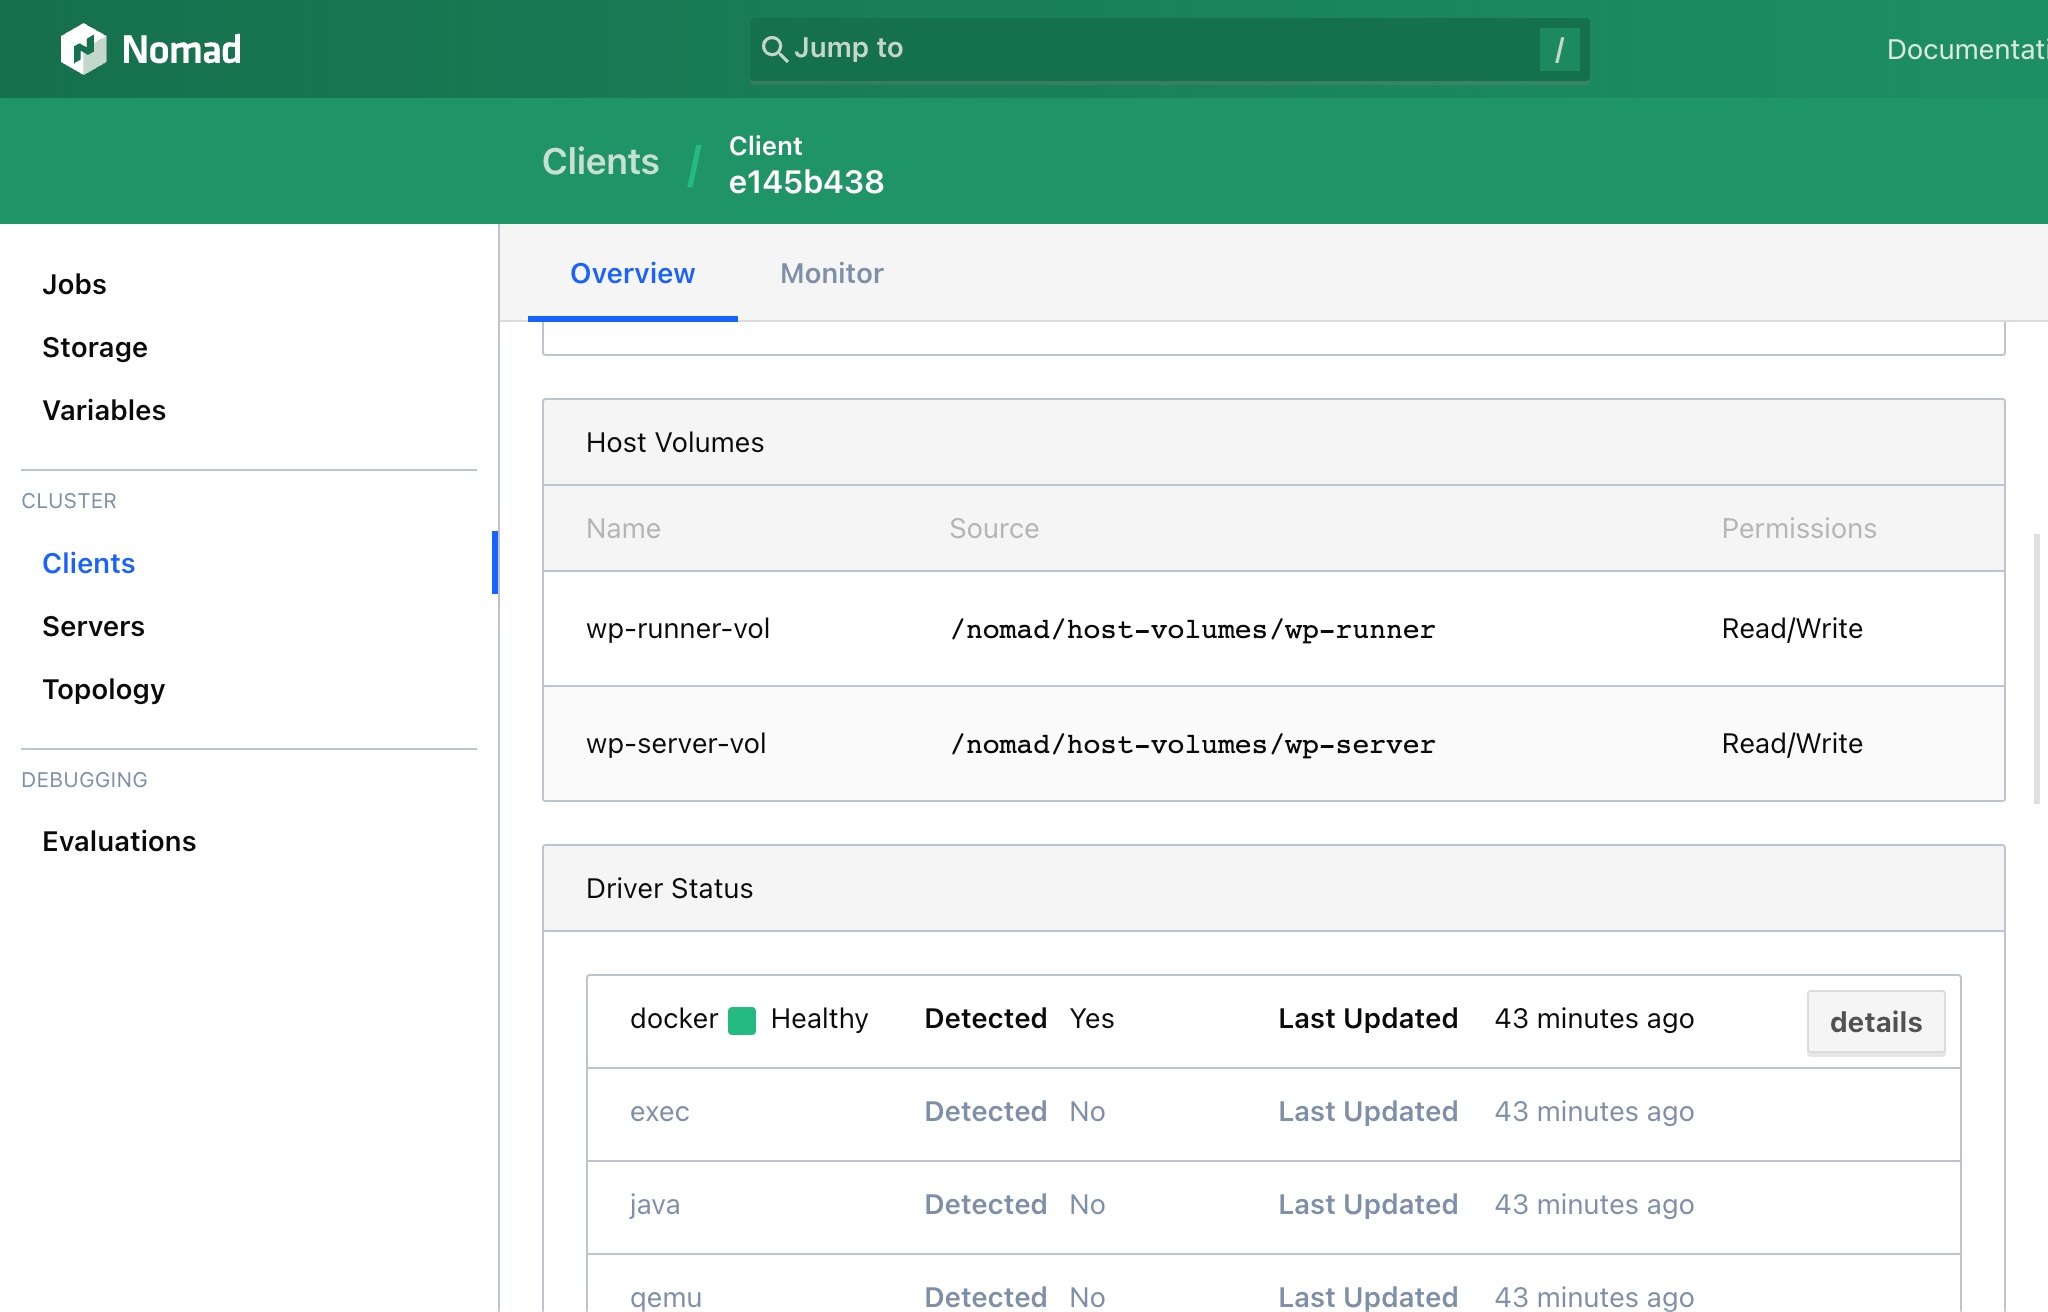 Nomad
Jump to /
Documentati
Clients / Client
e145b438
Jobs
Storage
Variables
CLUSTER
Clients
Servers
Topology
DEBUGGING
Evaluations
Overview Monitor
Host Volumes
Name Source Permissions
wp-runner-vol /nomad/host-volumes/wp-runner Read/Write
wp-server-vol /nomad/host-volumes/wp-server Read/Write
Driver Status
docker Healthy Detected Yes Last Updated 43 minutes ago details
exec Detected No Last Updated 43 minutes ago
java Detected No Last Updated 43 minutes ago
qemu Detected No Last Updated 43 minutes ago